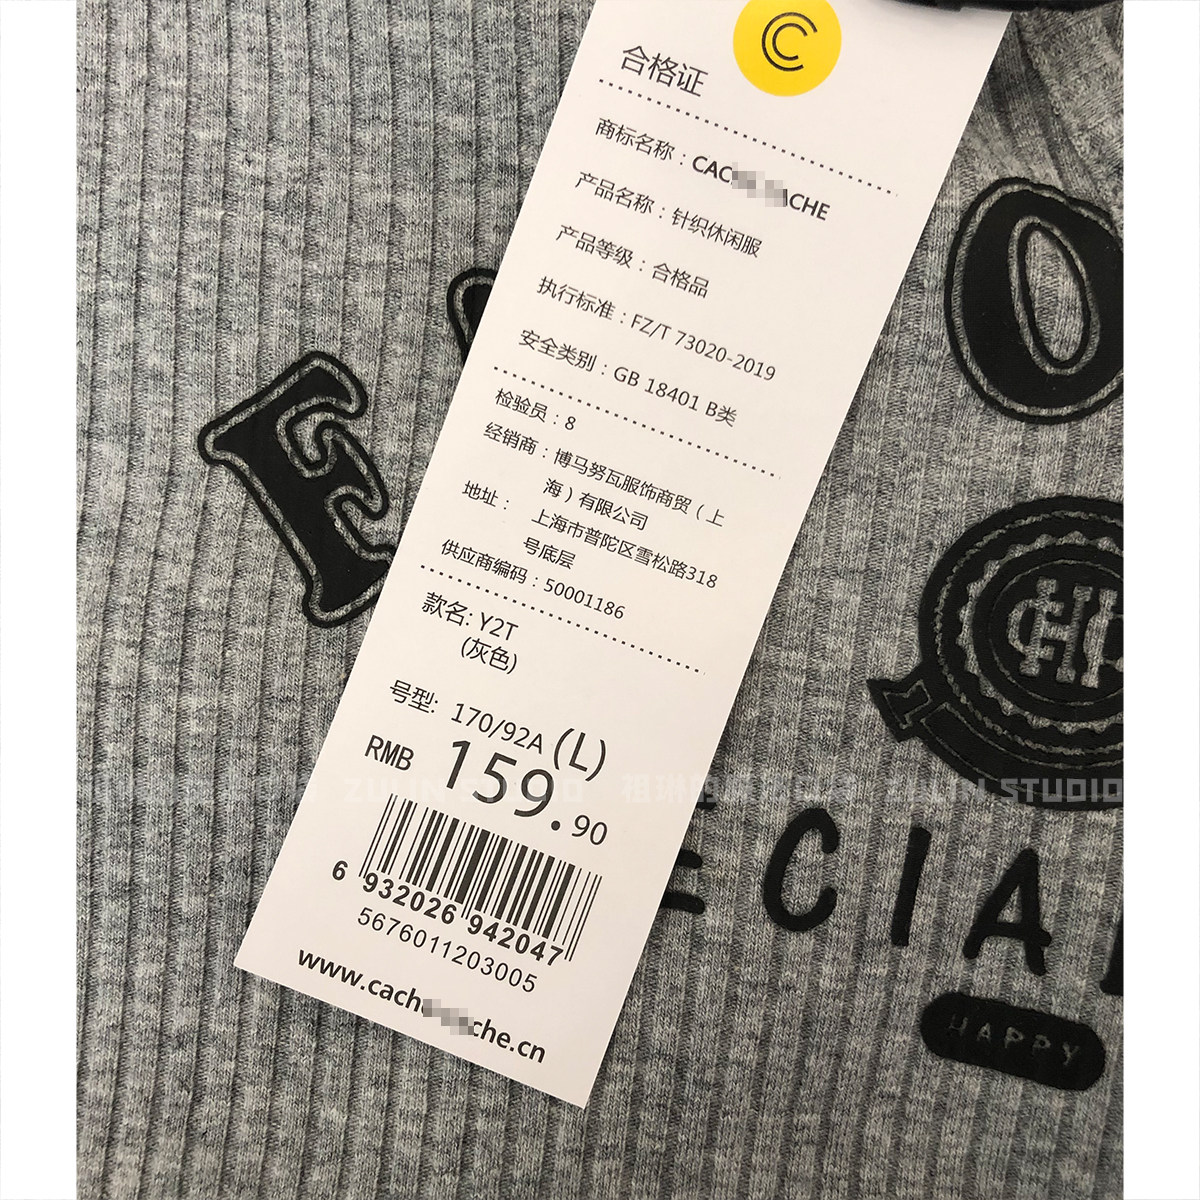 合格证
商标名称：CAC CHE
产品名称：针织休闲服
产品等级：合格品
执行标准：FZ/T 73020-2019
安全类别：GB 18401 B类
检验员：8
经销商：博马努瓦服饰商贸（上
海）有限公司
地址：上海市普陀区雪松路318
号底层
供应商编码：50001186
款名: Y2T
(灰色)
号型: 170/92A (L)
RMB 159.90
6 932026 942047
5676011203005
www.cach che.cn
ECIA
HAPPY
ZULIN STUDIO
ZULIN STUDIO